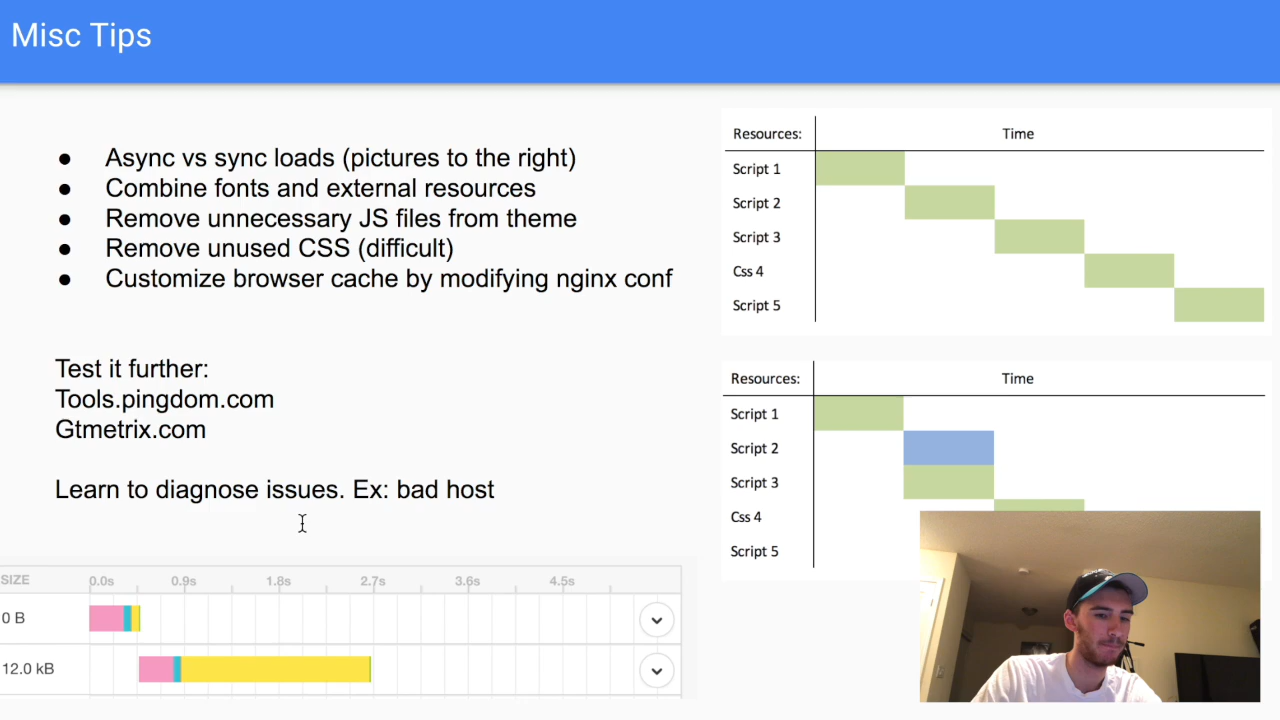 Misc Tips
● Async vs sync loads (pictures to the right)
● Combine fonts and external resources
● Remove unnecessary JS files from theme
● Remove unused CSS (difficult)
● Customize browser cache by modifying nginx conf
Test it further:
Tools.pingdom.com
Gtmetrix.com
Learn to diagnose issues. Ex: bad host
SIZE 0.0s 0.9s 1.8s 2.7s 3.6s 4.5s
0 B
12.0 kB
Resources: Time
Script 1
Script 2
Script 3
Css 4
Script 5
Resources: Time
Script 1
Script 2
Script 3
Css 4
Script 5